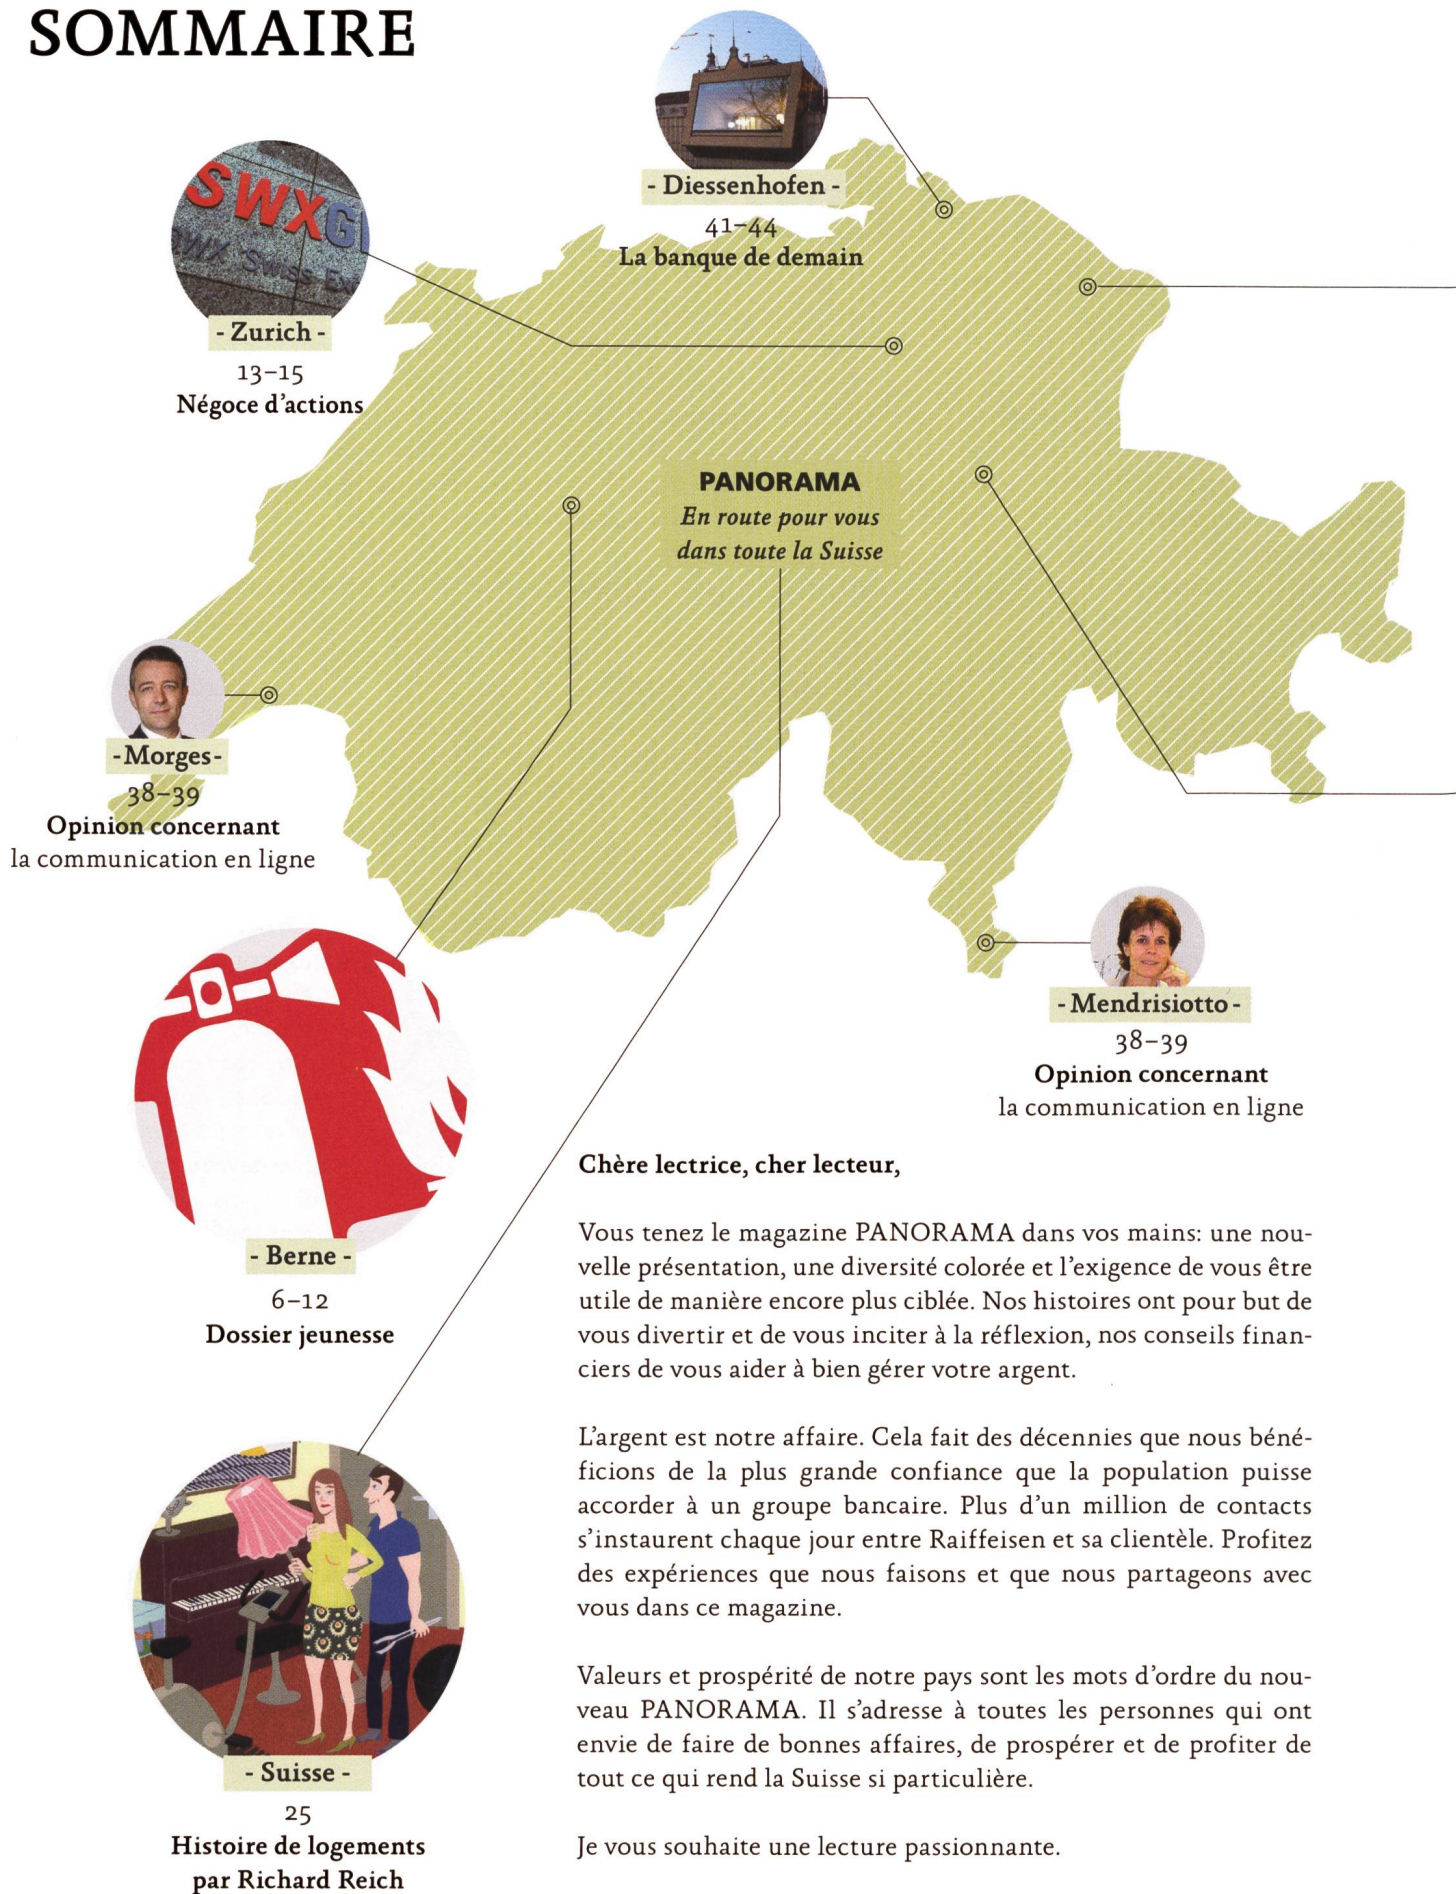 SOMMAIRE
- Diessenhofen -
41–44
La banque de demain
SWXG
SWX Swiss Ex
- Zurich -
13–15
Négoce d'actions
PANORAMA
En route pour vous
dans toute la Suisse
-Morges-
38–39
Opinion concernant
la communication en ligne
- Mendrisiotto -
38–39
Opinion concernant
la communication en ligne
- Berne -
6–12
Dossier jeunesse
- Suisse -
25
Histoire de logements
par Richard Reich
Chère lectrice, cher lecteur,
Vous tenez le magazine PANORAMA dans vos mains: une nou-
velle présentation, une diversité colorée et l'exigence de vous être
utile de manière encore plus ciblée. Nos histoires ont pour but de
vous divertir et de vous inciter à la réflexion, nos conseils finan-
ciers de vous aider à bien gérer votre argent.
L'argent est notre affaire. Cela fait des décennies que nous béné-
ficions de la plus grande confiance que la population puisse
accorder à un groupe bancaire. Plus d'un million de contacts
s'instaurent chaque jour entre Raiffeisen et sa clientèle. Profitez
des expériences que nous faisons et que nous partageons avec
vous dans ce magazine.
Valeurs et prospérité de notre pays sont les mots d'ordre du nou-
veau PANORAMA. Il s'adresse à toutes les personnes qui ont
envie de faire de bonnes affaires, de prospérer et de profiter de
tout ce qui rend la Suisse si particulière.
Je vous souhaite une lecture passionnante.